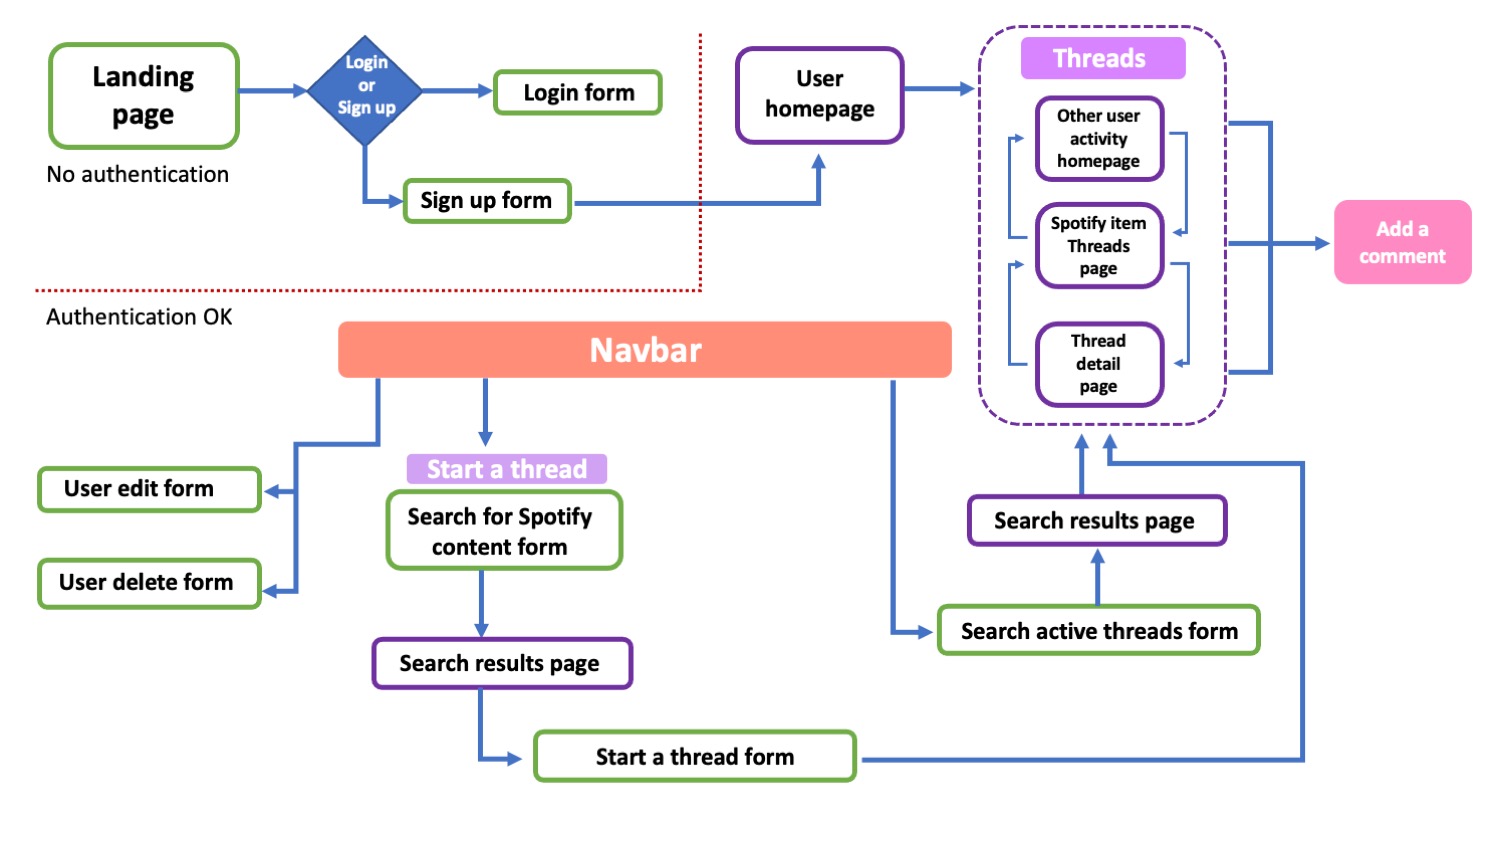 Landing
page
No authentication
Login
or
Sign up
Login form
Sign up form
User
homepage
Threads
Other user
activity
homepage
Spotify item
Threads
page
Thread
detail
page
Add a
comment
Authentication OK
Navbar
User edit form
User delete form
Start a thread
Search for Spotify
content form
Search results page
Start a thread form
Search results page
Search active threads form